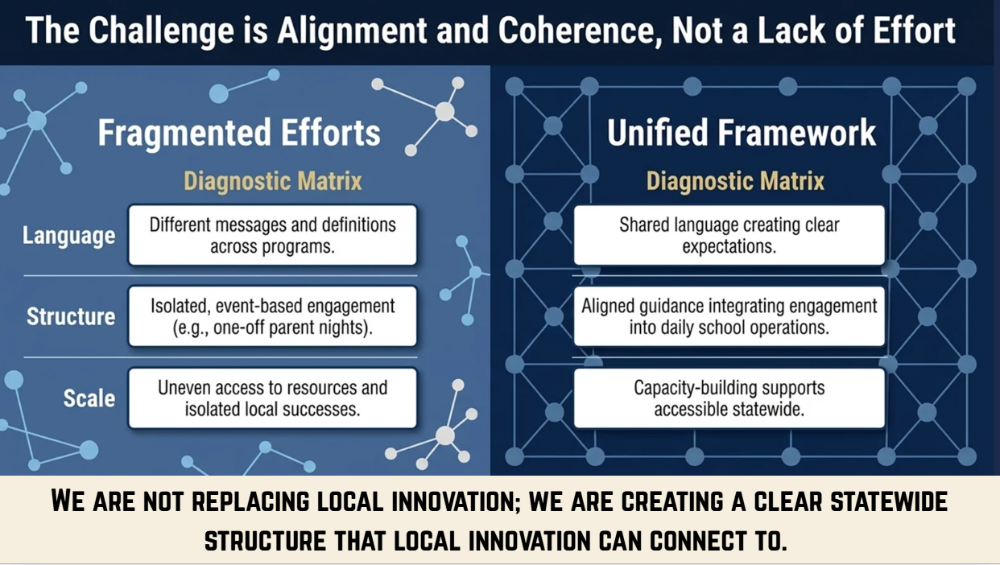 The Challenge is Alignment and Coherence, Not a Lack of Effort
Fragmented Efforts
Diagnostic Matrix
Language
Different messages and definitions
across programs.
Structure
Isolated, event-based engagement
(e.g., one-off parent nights).
Scale
Uneven access to resources and
isolated local successes.
Unified Framework
Diagnostic Matrix
Shared language creating clear
expectations.
Aligned guidance integrating engagement
into daily school operations.
Capacity-building supports
accessible statewide.
We are not replacing local innovation; we are creating a clear statewide
structure that local innovation can connect to.